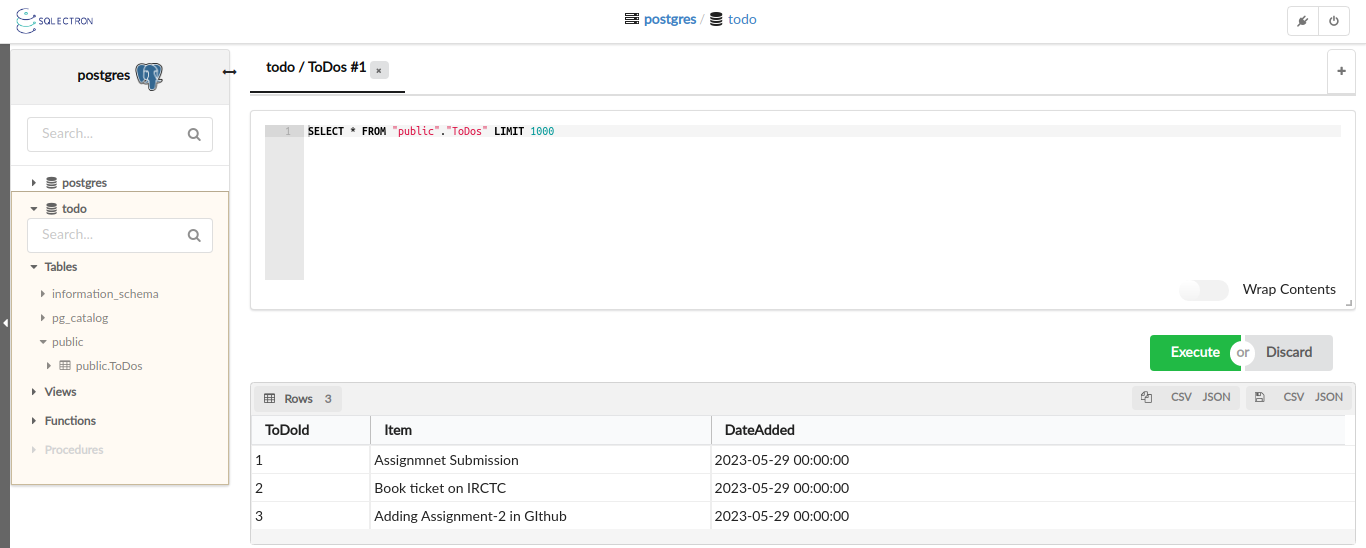 SQLECTRON
postgres / todo
postgres
todo / ToDos #1 ×
+
Search...
1 SELECT * FROM "public"."ToDos" LIMIT 1000
postgres
todo
Search...
Tables
information_schema
pg_catalog
public
public.ToDos
Views
Functions
Procedures
Wrap Contents
Execute or Discard
Rows 3 CSV JSON CSV JSON
ToDoId Item DateAdded
1 Assignmnet Submission 2023-05-29 00:00:00
2 Book ticket on IRCTC 2023-05-29 00:00:00
3 Adding Assignment-2 in GIthub 2023-05-29 00:00:00